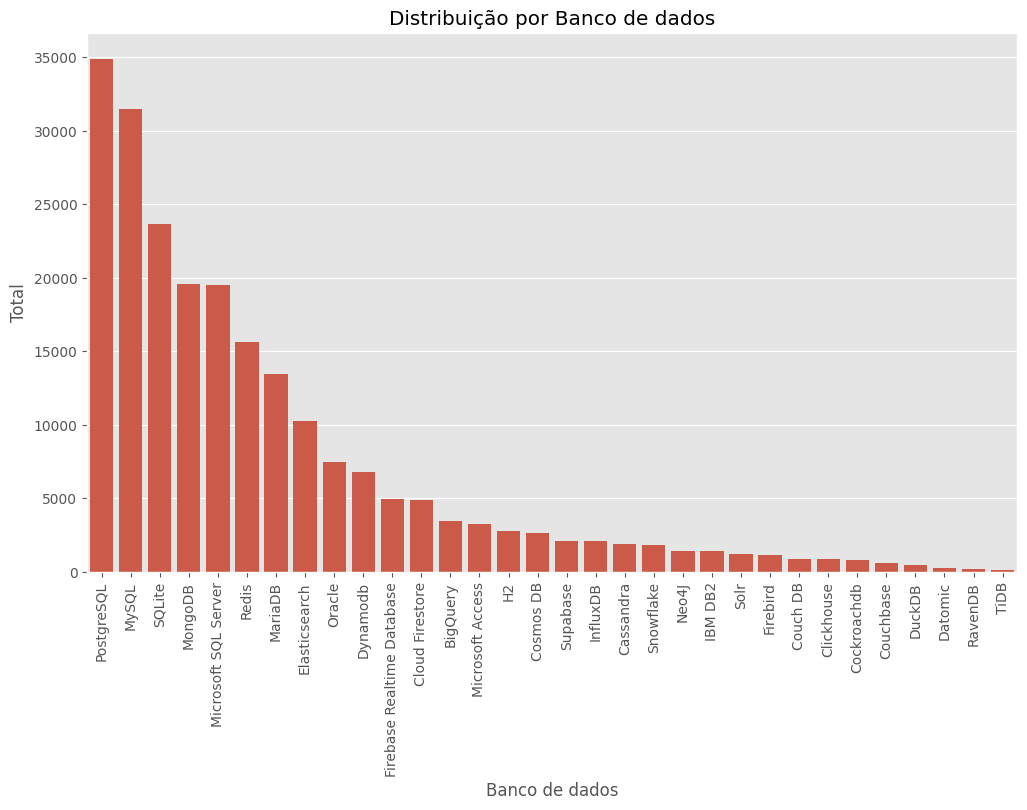 Distribuição por Banco de dados
Total
35000
30000
25000
20000
15000
10000
5000
0
PostgreSQL
MySQL
SQLite
MongoDB
Microsoft SQL Server
Redis
MariaDB
Elasticsearch
Oracle
Dynamodb
Firebase Realtime Database
Cloud Firestore
BigQuery
Microsoft Access
H2
Cosmos DB
Supabase
InfluxDB
Cassandra
Snowflake
Neo4J
IBM DB2
Solr
Firebird
Couch DB
Clickhouse
Cockroachdb
Couchbase
DuckDB
Datomic
RavenDB
TiDB
Banco de dados